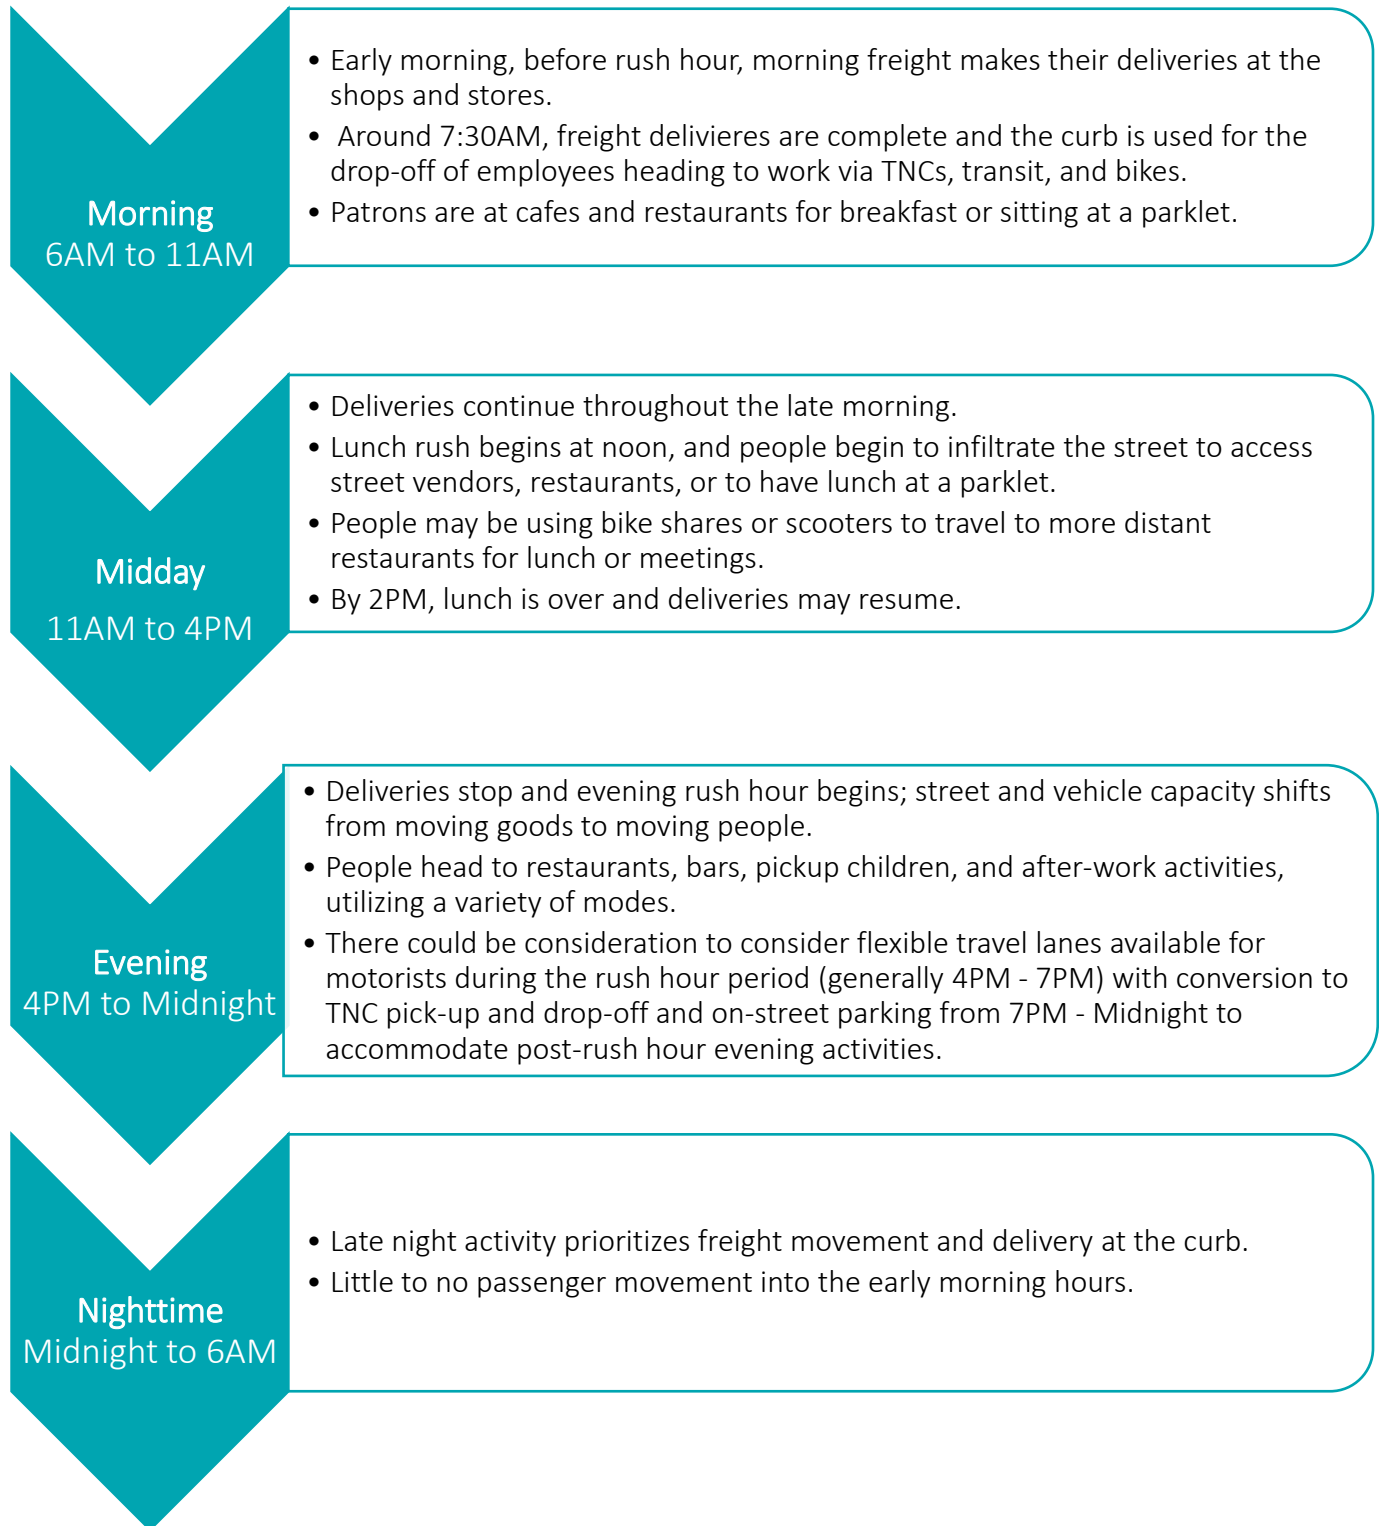 Morning
6AM to 11AM
• Early morning, before rush hour, morning freight makes their deliveries at the
shops and stores.
• Around 7:30AM, freight delivieres are complete and the curb is used for the
drop-off of employees heading to work via TNCs, transit, and bikes.
• Patrons are at cafes and restaurants for breakfast or sitting at a parklet.
Midday
11AM to 4PM
• Deliveries continue throughout the late morning.
• Lunch rush begins at noon, and people begin to infiltrate the street to access
street vendors, restaurants, or to have lunch at a parklet.
• People may be using bike shares or scooters to travel to more distant
restaurants for lunch or meetings.
• By 2PM, lunch is over and deliveries may resume.
Evening
4PM to Midnight
• Deliveries stop and evening rush hour begins; street and vehicle capacity shifts
from moving goods to moving people.
• People head to restaurants, bars, pickup children, and after-work activities,
utilizing a variety of modes.
• There could be consideration to consider flexible travel lanes available for
motorists during the rush hour period (generally 4PM - 7PM) with conversion to
TNC pick-up and drop-off and on-street parking from 7PM - Midnight to
accommodate post-rush hour evening activities.
Nighttime
Midnight to 6AM
• Late night activity prioritizes freight movement and delivery at the curb.
• Little to no passenger movement into the early morning hours.